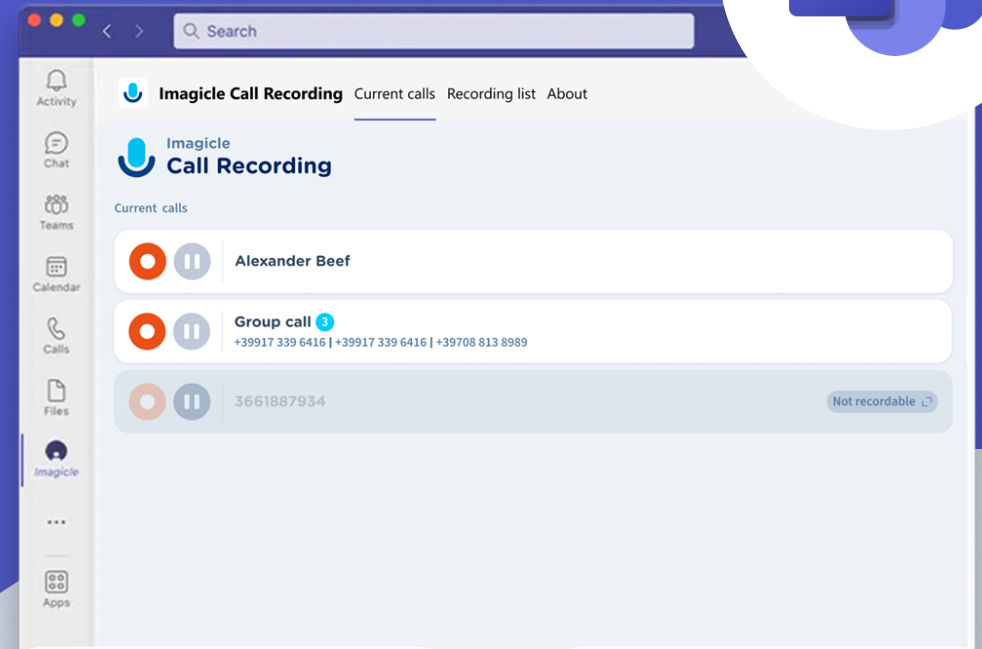 Search
Activity
Chat
Teams
Calendar
Calls
Files
Imagicle
Apps
Imagicle Call Recording Current calls Recording list About
Imagicle
Call Recording
Current calls
Alexander Beef
Group call 3
+39917 339 6416 | +39917 339 6416 | +39708 813 8989
3661887934 Not recordable